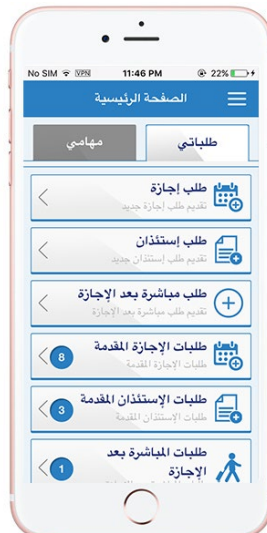 No SIM VPN 11:46 PM 22%
الصفحة الرئيسية
طلباتي
مهامي
طلب إجازة
تقديم طلب إجازة جديد
طلب إستئذان
تقديم طلب إستئذان جديد
طلب مباشرة بعد الإجازة
تقديم طلب مباشرة بعد الإجازة
طلبات الإجازة المقدمة
8
طلبات الإجازة المقدمة
طلبات الإستئذان المقدمة
3
طلبات الإستئذان المقدمة
طلبات المباشرة بعد
الإجازة
1